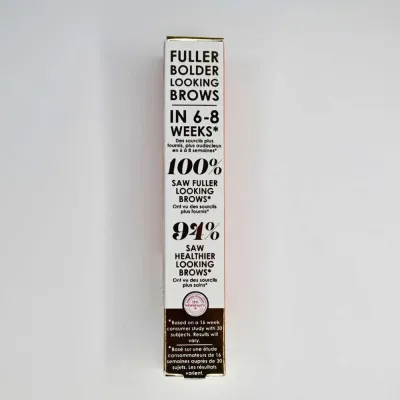 FULLER
BOLDER
LOOKING
BROWS
IN 6-8
WEEKS*
Des sourcils plus
fournis, plus audacieux
en 6 à 8 semaines*
100%
SAW FULLER
LOOKING
BROWS*
Ont vu des sourcils
plus fournis*
94%
SAW
HEALTHIER
LOOKING
BROWS*
Ont vu des sourcils
plus sains*
*Based on a 16 week
consumer study with 30
subjects. Results will
vary.
*Basé sur une étude
consommateurs de 16
semaines auprès de 30
sujets. Les résultats
varient.